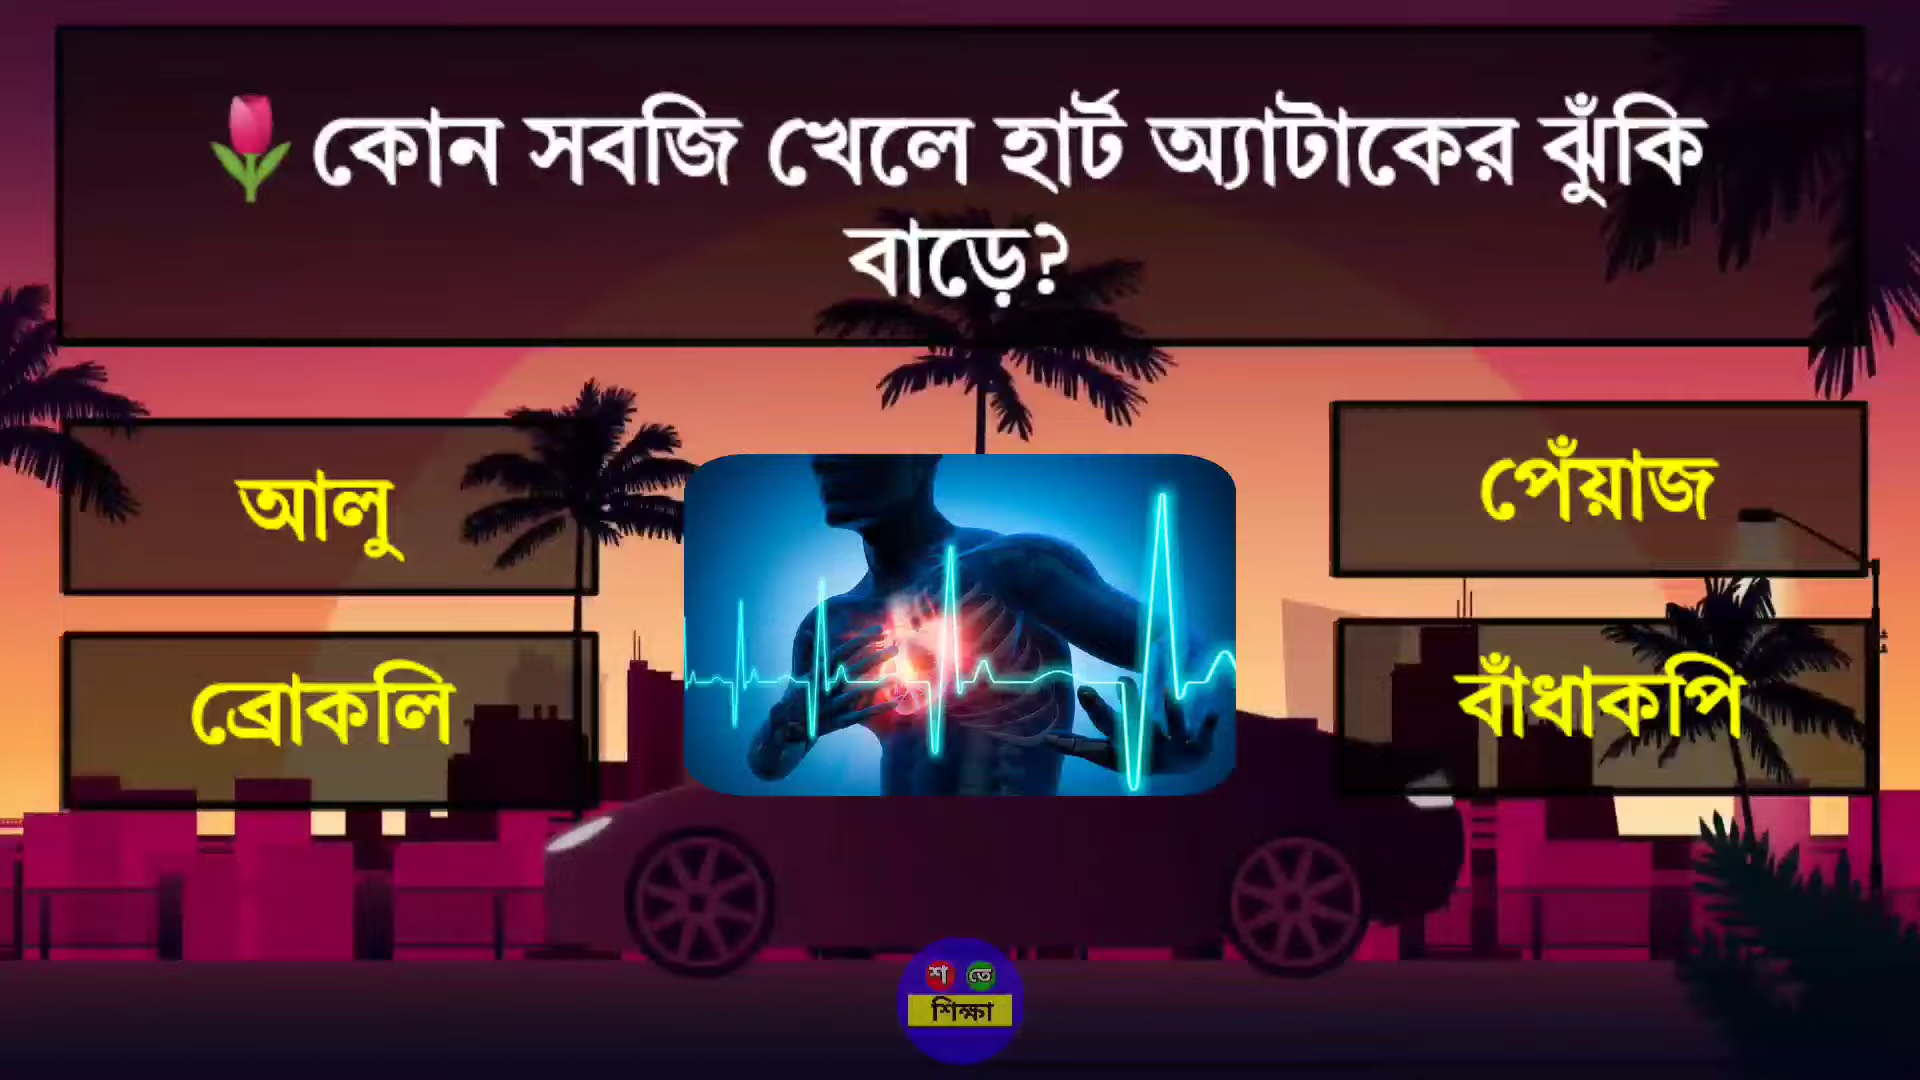 🌷কোন সবজি খেলে হার্ট অ্যাটাকের ঝুঁকি
বাড়ে?
আলু
পেঁয়াজ
ব্রোকলি
বাঁধাকপি
শ তে
শিক্ষা